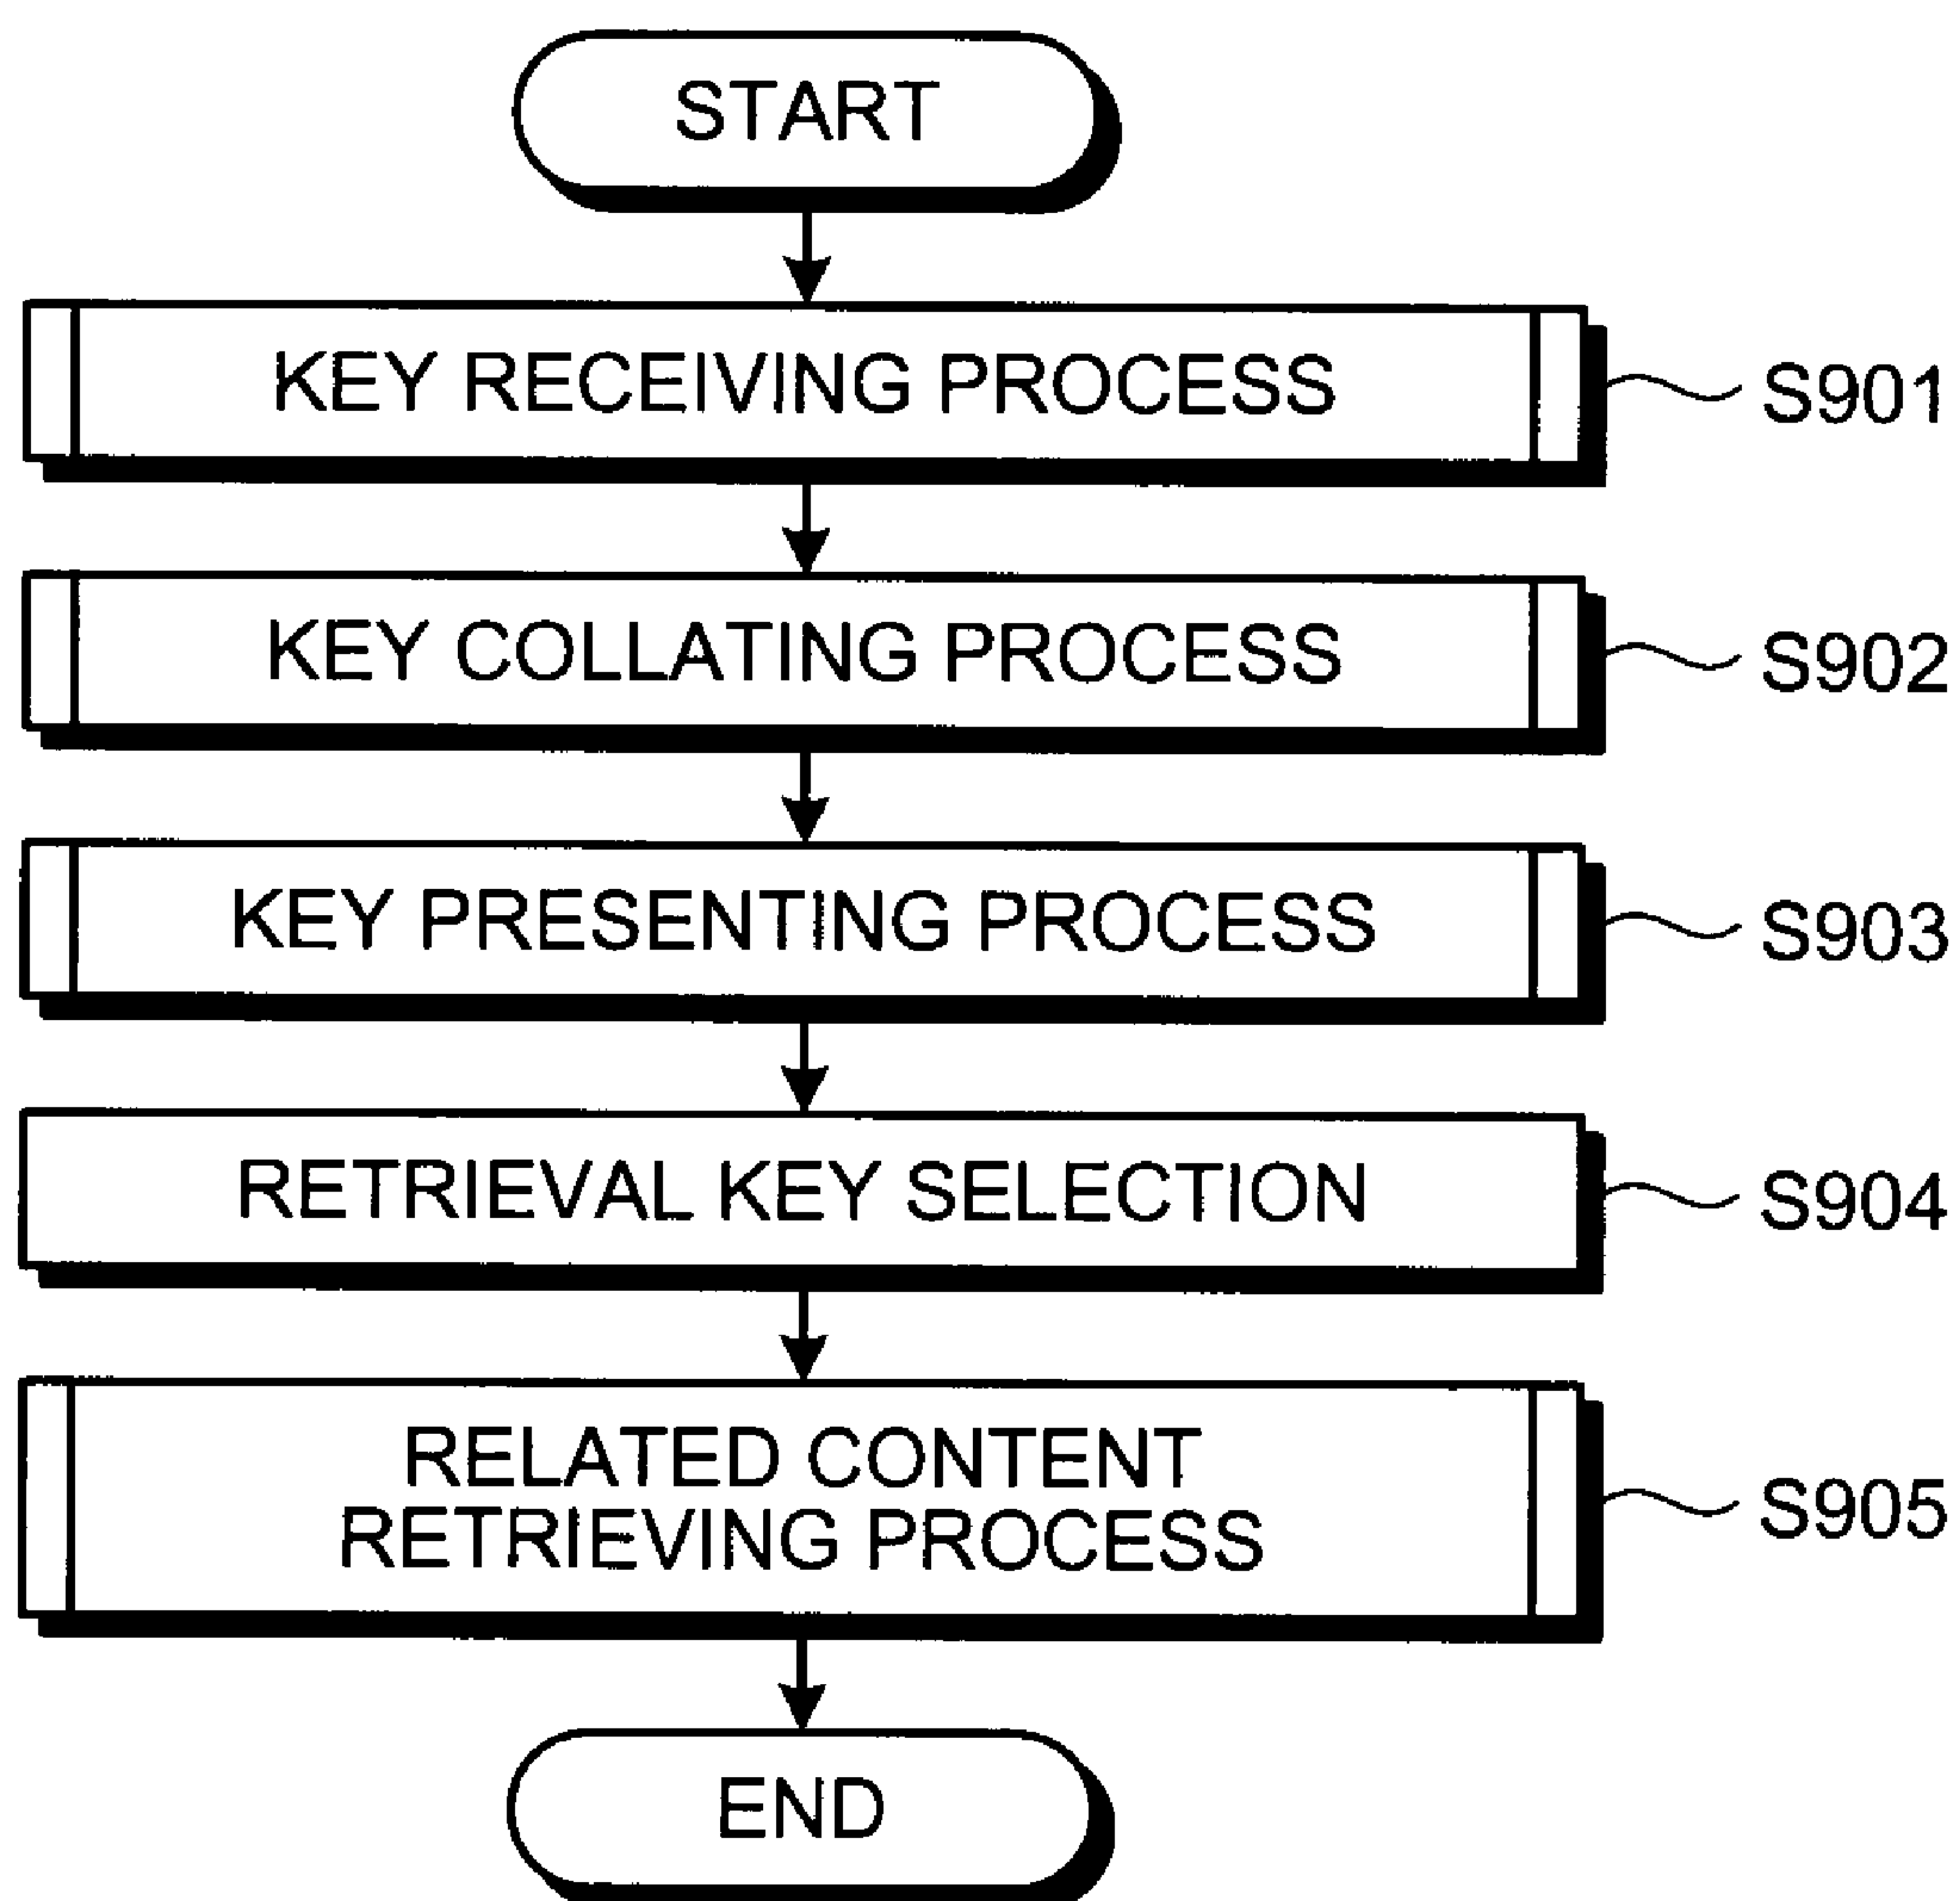 START
KEY RECEIVING PROCESS
S901
KEY COLLATING PROCESS
S902
KEY PRESENTING PROCESS
S903
RETRIEVAL KEY SELECTION
S904
RELATED CONTENT
RETRIEVING PROCESS
S905
END